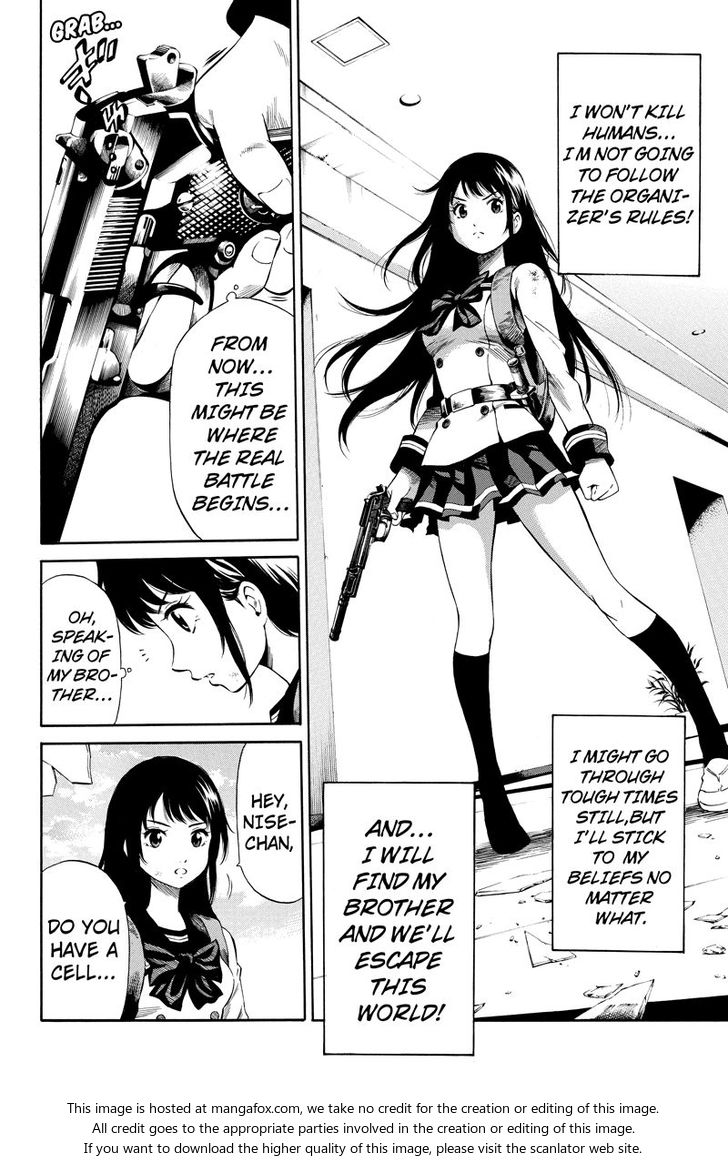 I WON'T KILL
HUMANS...
I'M NOT GOING
TO FOLLOW
THE ORGANI-
ZER'S RULES!
I MIGHT GO
THROUGH
TOUGH TIMES
STILL,BUT
I'LL STICK
TO MY
BELIEFS NO
MATTER
WHAT.
AND...
I WILL
FIND MY
BROTHER
AND WE'LL
ESCAPE
THIS
WORLD!
GRAB...
FROM
NOW...
THIS
MIGHT BE
WHERE
THE REAL
BATTLE
BEGINS...
OH,
SPEAK-
ING OF
MY BRO-
THER...
HEY,
NISE-
CHAN,
DO YOU
HAVE A
CELL...
This image is hosted at mangafox.com, we take no credit for the creation or editing of this image.
All credit goes to the appropriate parties involved in the creation or editing of this image.
If you want to download the higher quality of this image, please visit the scanlator web site.